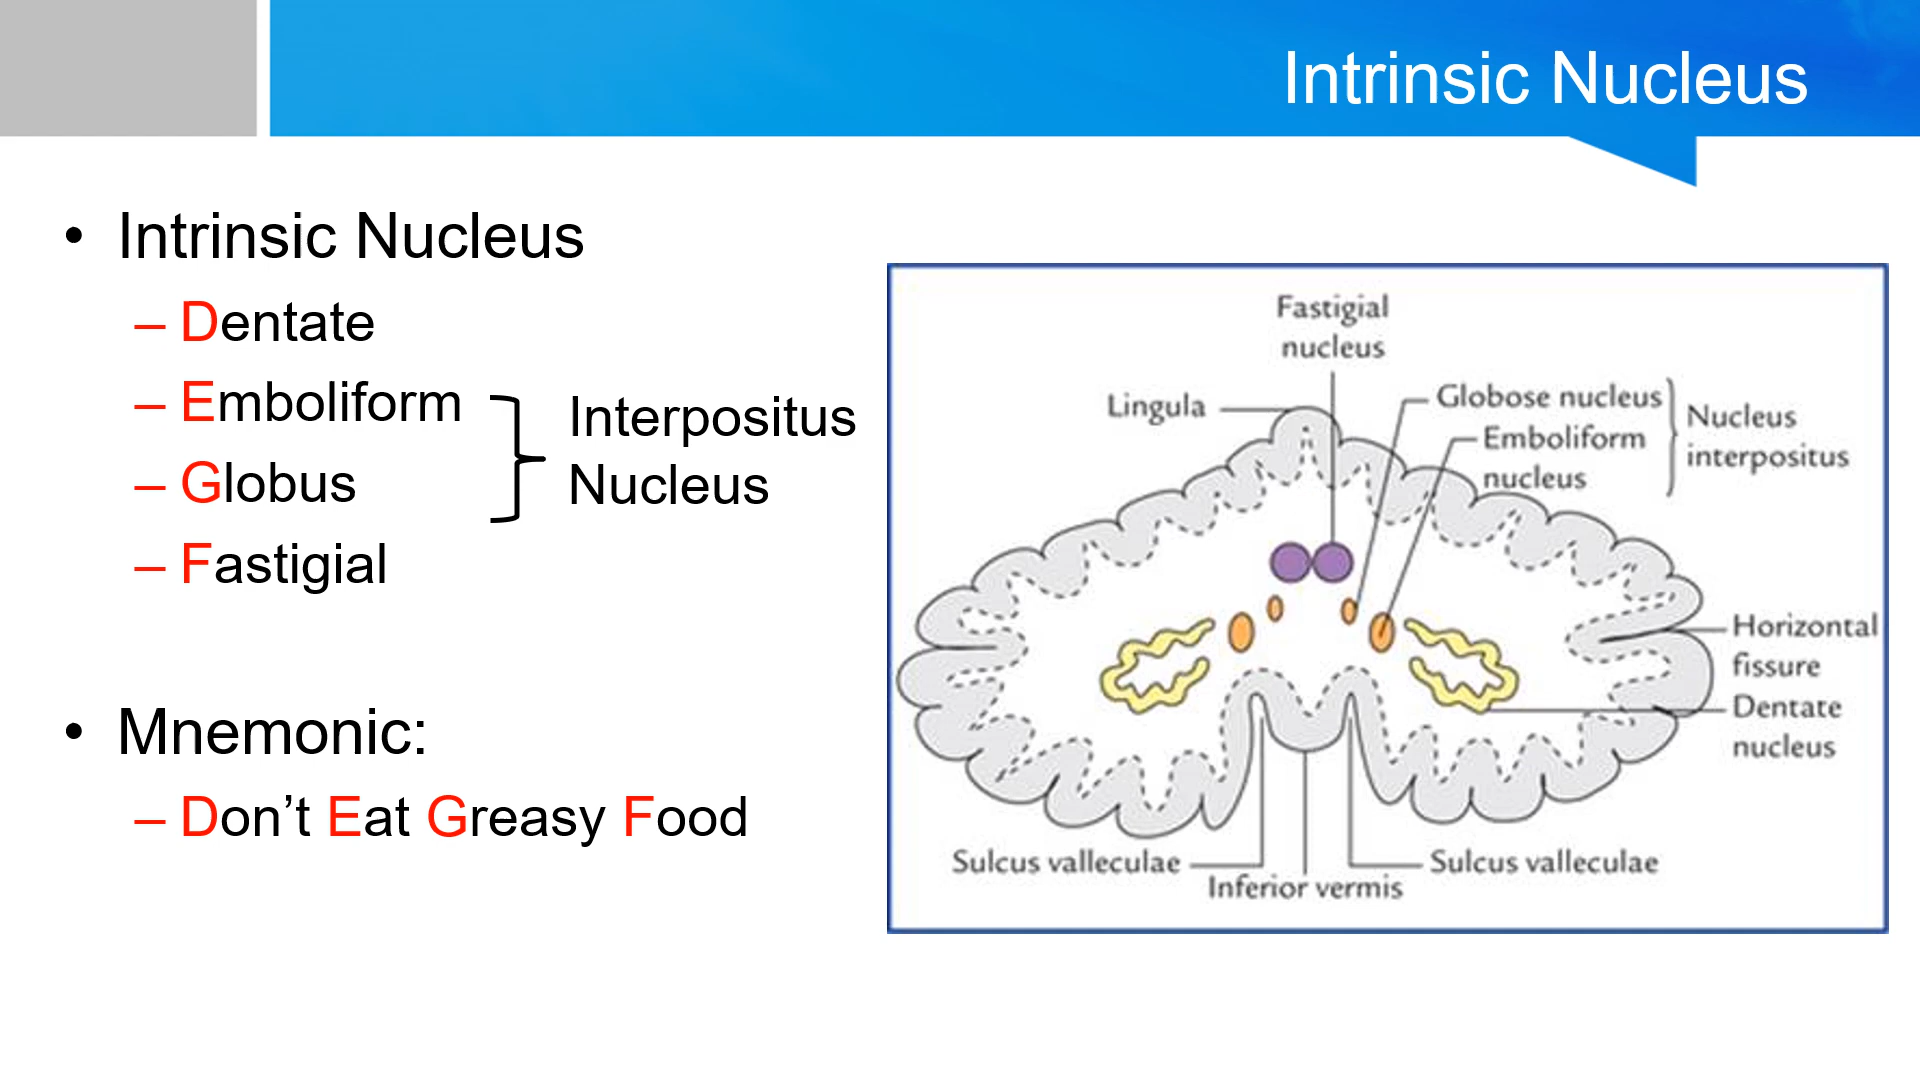 Intrinsic Nucleus
• Intrinsic Nucleus
– Dentate
– Emboliform
– Globus
– Fastigial
Interpositus
Nucleus
• Mnemonic:
– Don’t Eat Greasy Food
Fastigial
nucleus
Lingula
Globose nucleus
Emboliform
nucleus
Nucleus
interpositus
Horizontal
fissure
Dentate
nucleus
Sulcus valleculae
Inferior vermis
Sulcus valleculae